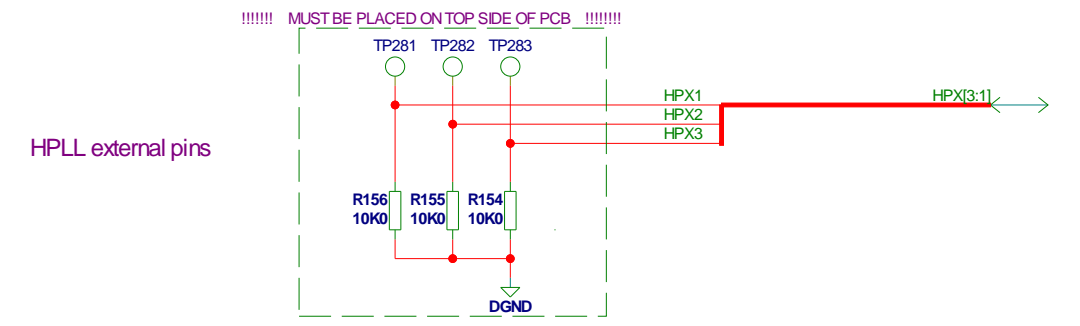 !!!!!!! MUST BE PLACED ON TOP SIDE OF PCB !!!!!!!!
TP281 TP282 TP283
HPX1 HPX[3:1]
HPX2
HPX3
HPLL external pins
R156 R155 R154
10K0 10K0 10K0
DGND